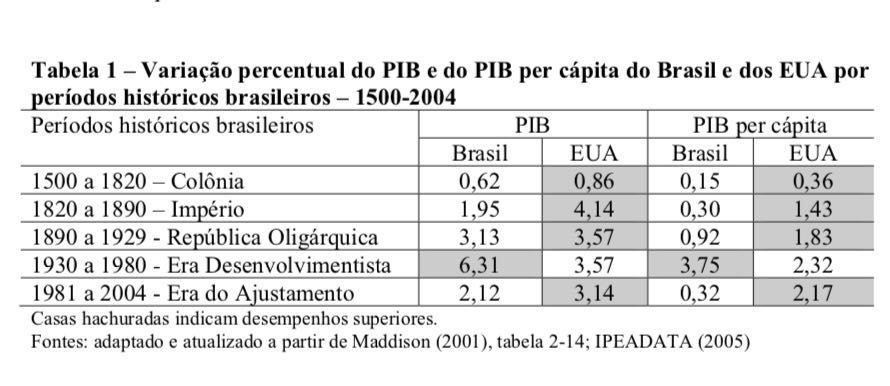 Tabela 1 – Variação percentual do PIB e do PIB per cápita do Brasil e dos EUA por
períodos históricos brasileiros – 1500-2004
Períodos históricos brasileiros PIB PIB per cápita
Brasil EUA Brasil EUA
1500 a 1820 – Colônia 0,62 0,86 0,15 0,36
1820 a 1890 – Império 1,95 4,14 0,30 1,43
1890 a 1929 - República Oligárquica 3,13 3,57 0,92 1,83
1930 a 1980 - Era Desenvolvimentista 6,31 3,57 3,75 2,32
1981 a 2004 - Era do Ajustamento 2,12 3,14 0,32 2,17
Casas hachuradas indicam desempenhos superiores.
Fontes: adaptado e atualizado a partir de Maddison (2001), tabela 2-14; IPEADATA (2005)